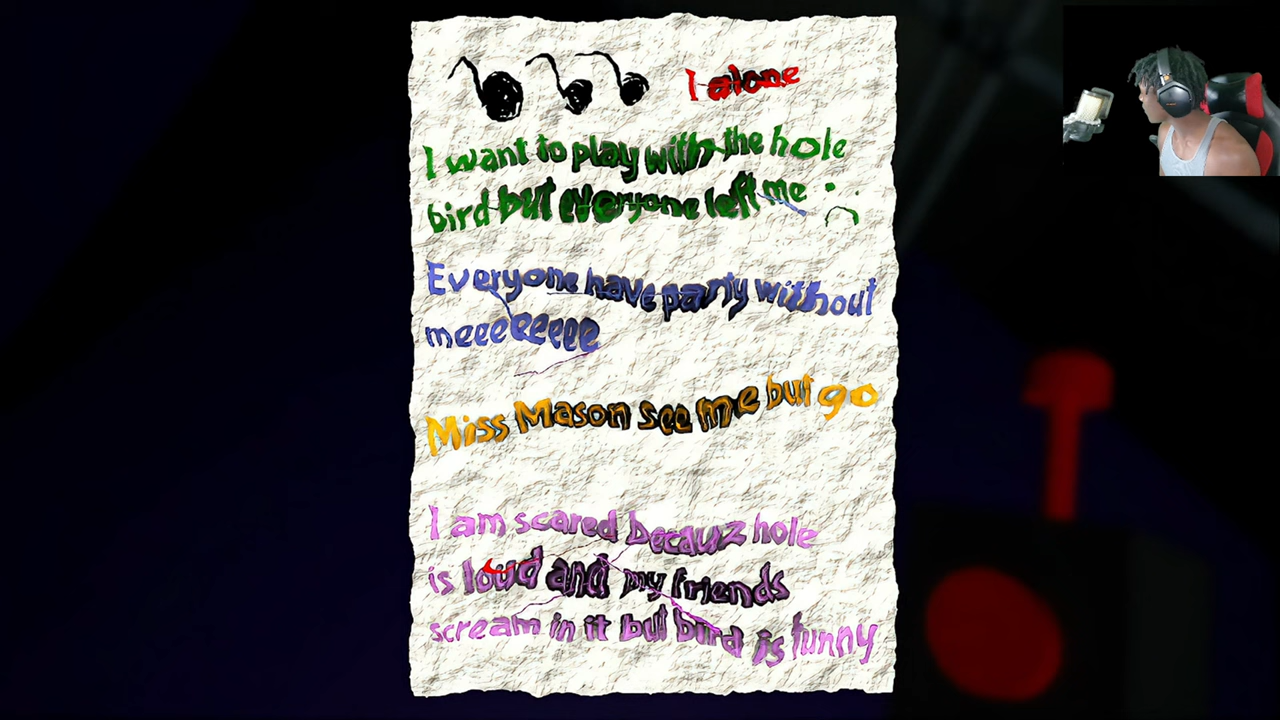 I alone
I want to play with the hole
bird but everyone left me :(
Everyone have party without
meeeeeeeee
Miss Mason see me but go
I am scared becauz hole
is loud and my friends
scream in it but bird is funny